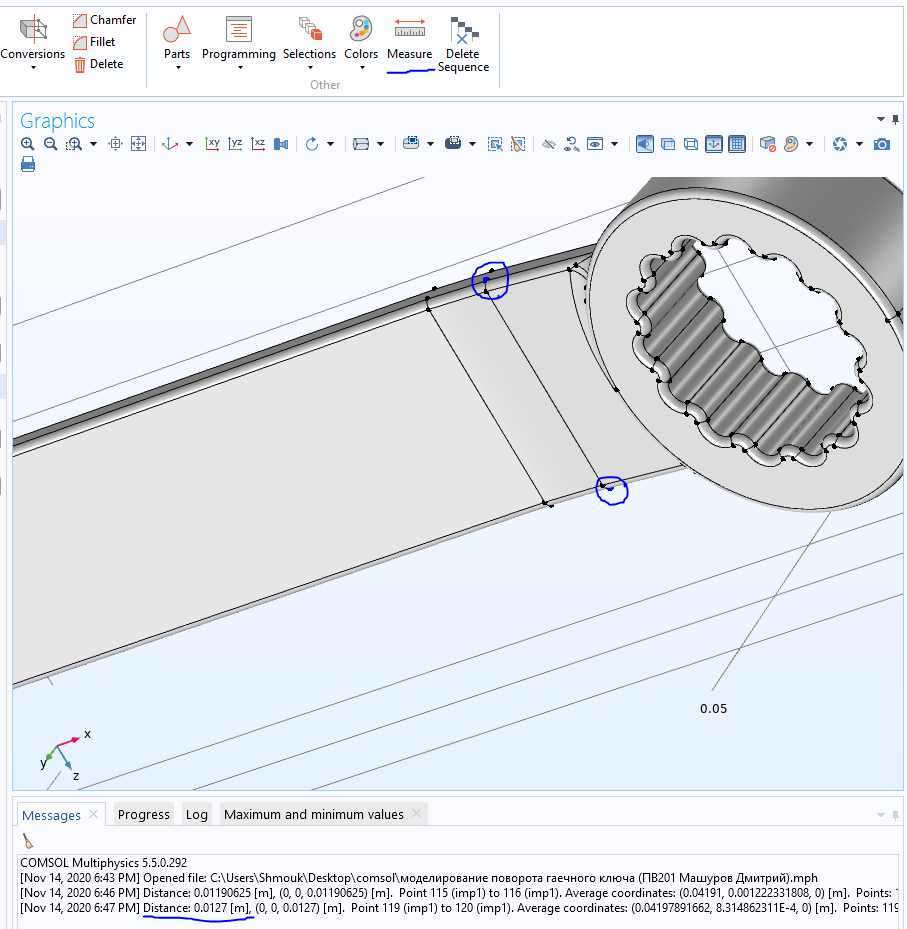 Chamfer
Fillet
Delete
Conversions
Parts
Programming
Selections
Colors
Measure
Delete
Sequence
Other
Graphics
xy
yz
xz
0.05
x
y
z
Messages
Progress
Log
Maximum and minimum values
COMSOL Multiphysics 5.5.0.292
[Nov 14, 2020 6:43 PM] Opened file: C:\Users\Shmouk\Desktop\comsol\моделирование поворота гаечного ключа (ПВ201 Машуров Дмитрий).mph
[Nov 14, 2020 6:46 PM] Distance: 0.01190625 [m], (0, 0, 0.01190625) [m]. Point 115 (imp1) to 116 (imp1). Average coordinates: (0.04191, 0.001222331808, 0) [m]. Points:
[Nov 14, 2020 6:47 PM] Distance: 0.0127 [m], (0, 0, 0.0127) [m]. Point 119 (imp1) to 120 (imp1). Average coordinates: (0.04197891662, 8.314862311E-4, 0) [m]. Points: 119